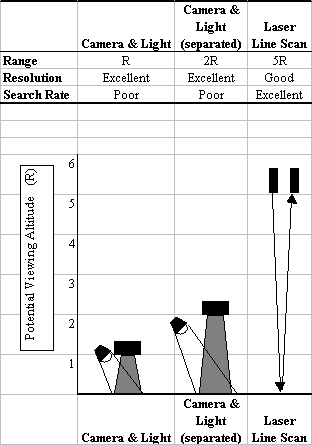 Camera &
Light
(separated)
Camera & Light
Laser
Line Scan
Range R 2R 5R
Resolution Excellent Excellent Good
Search Rate Poor Poor Excellent
Potential Viewing Altitude (R)
6
5
4
3
2
1
Camera & Light
Camera &
Light
(separated)
Laser
Line Scan